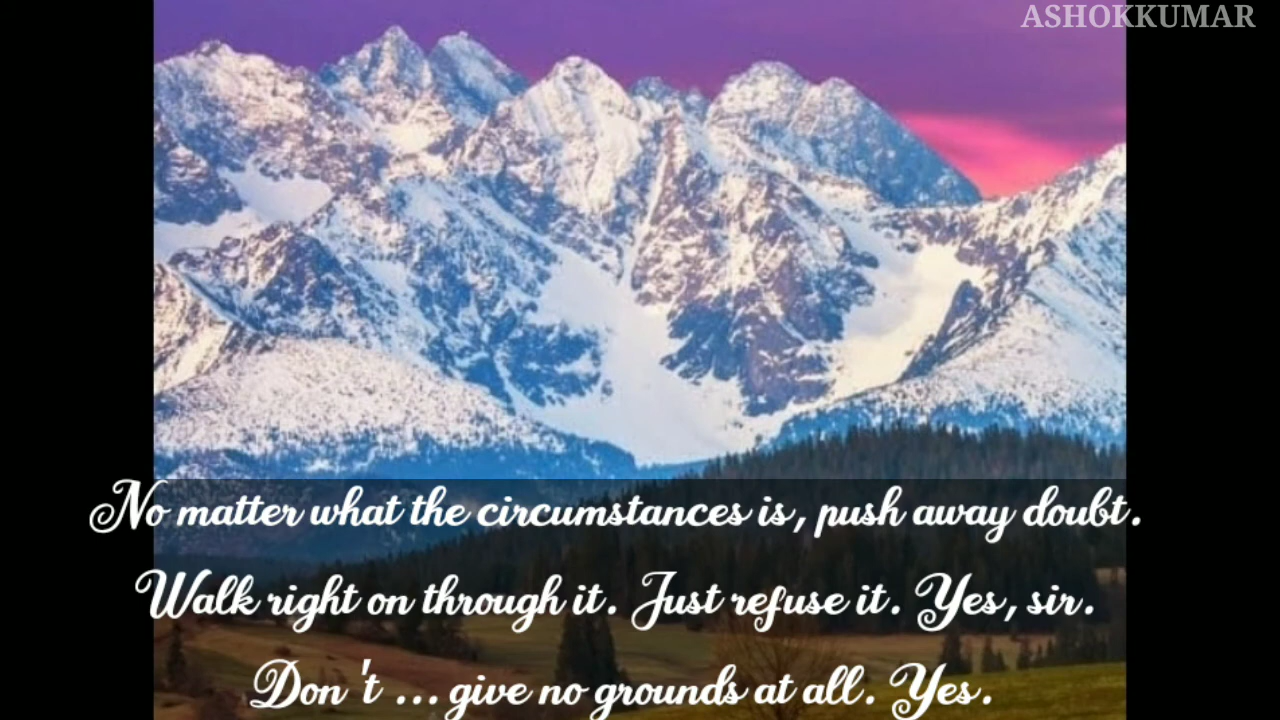 ASHOKKUMAR
No matter what the circumstances is, push away doubt.
Walk right on through it. Just refuse it. Yes, sir.
Don't ... give no grounds at all. Yes.